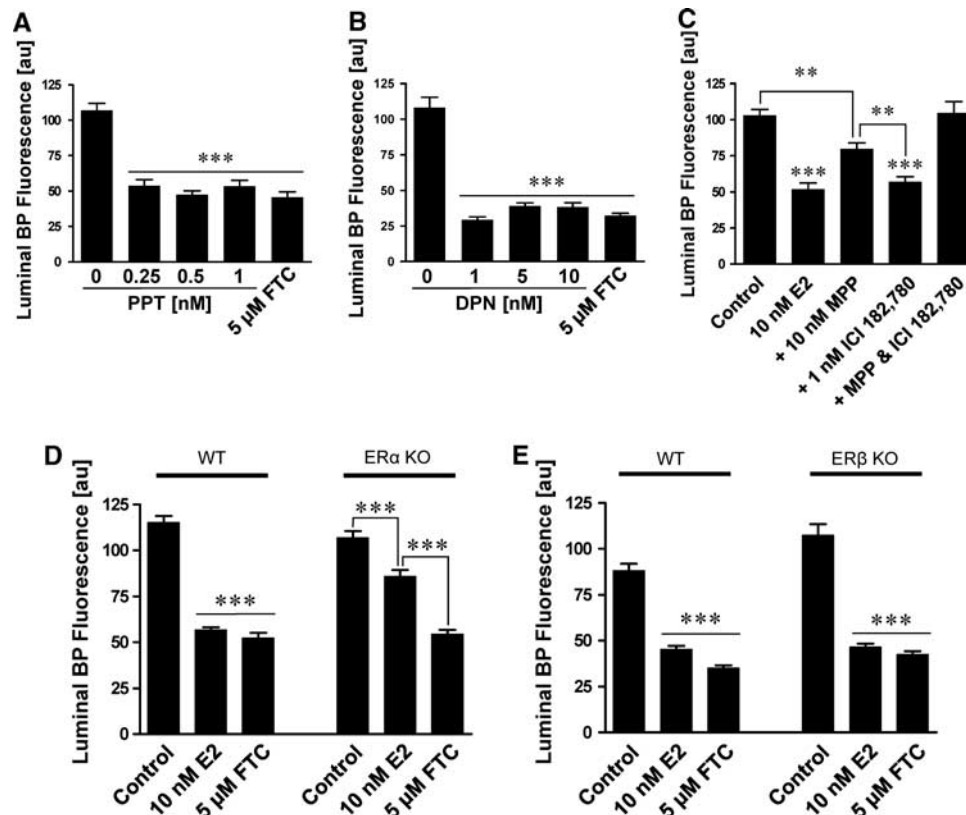 A
Luminal BP Fluorescence [au]
125
100
75
50
25
0
***
0 0.25 0.5 1
PPT [nM]
5 µM FTC
B
Luminal BP Fluorescence [au]
125
100
75
50
25
0
***
0 1 5 10
DPN [nM]
5 µM FTC
C
Luminal BP Fluorescence [au]
125
100
75
50
25
0
**
**
***
***
Control
10 nM E2
+ 10 nM MPP
+ 1 nM ICI 182,780
+ MPP & ICI 182,780
D
WT
ERα KO
Luminal BP Fluorescence [au]
125
100
75
50
25
0
***
***
***
Control
10 nM E2
5 µM FTC
Control
10 nM E2
5 µM FTC
E
WT
ERβ KO
Luminal BP Fluorescence [au]
125
100
75
50
25
0
***
***
Control
10 nM E2
5 µM FTC
Control
10 nM E2
5 µM FTC